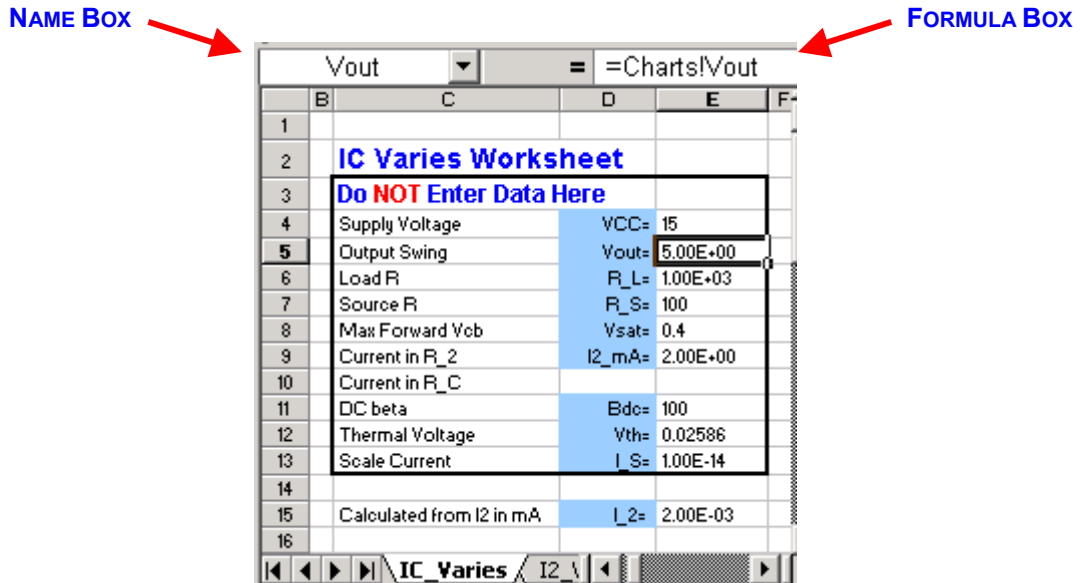 NAME BOX
FORMULA BOX
Vout = =Charts!Vout
B C D E F
1
2 IC Varies Worksheet
3 Do NOT Enter Data Here
4 Supply Voltage VCC= 15
5 Output Swing Vout= 5.00E+00
6 Load R R_L= 1.00E+03
7 Source R R_S= 100
8 Max Forward Vcb Vsat= 0.4
9 Current in R_2 I2_mA= 2.00E+00
10 Current in R_C
11 DC beta Bdc= 100
12 Thermal Voltage Vth= 0.02586
13 Scale Current I_S= 1.00E-14
14
15 Calculated from I2 in mA I_2= 2.00E-03
16
IC_Varies I2_V